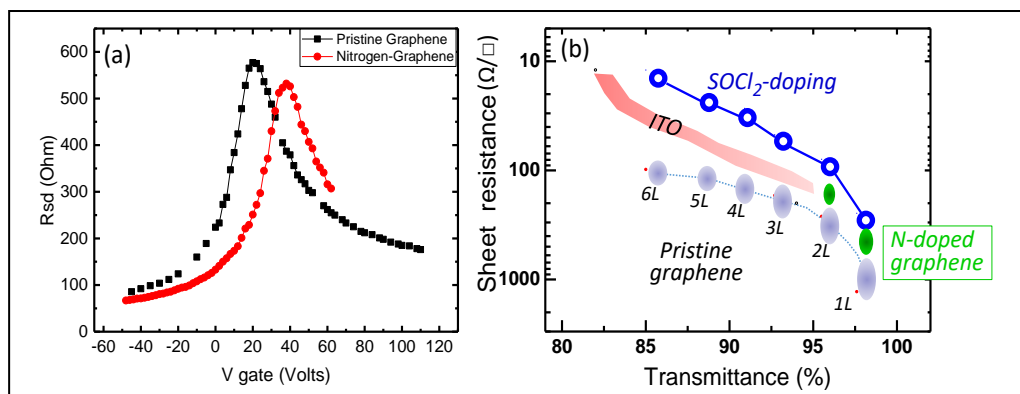 (a)
Pristine Graphene
Nitrogen-Graphene
Rsd (Ohm)
600
500
400
300
200
100
0
-60 -40 -20 0 20 40 60 80 100 120
V gate (Volts)
(b)
SOCl₂-doping
ITO
Sheet resistance (Ω/□)
10
100
1000
6L
5L
4L
3L
2L
1L
Pristine
graphene
N-doped
graphene
80 85 90 95 100
Transmittance (%)